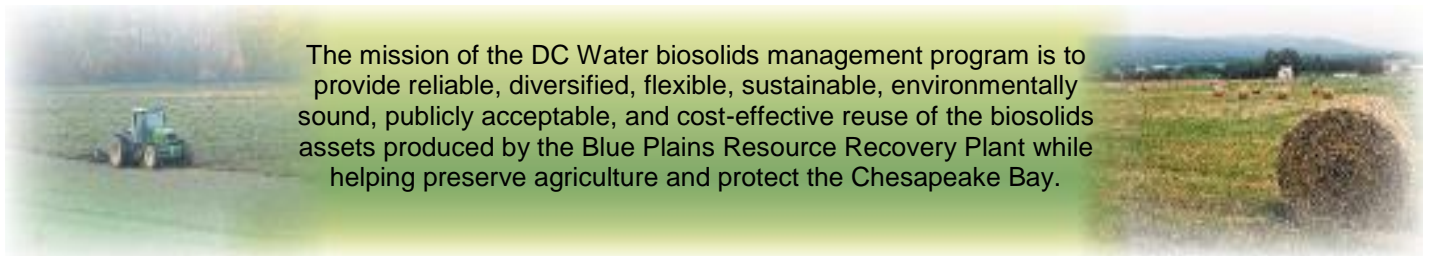 The mission of the DC Water biosolids management program is to
provide reliable, diversified, flexible, sustainable, environmentally
sound, publicly acceptable, and cost-effective reuse of the biosolids
assets produced by the Blue Plains Resource Recovery Plant while
helping preserve agriculture and protect the Chesapeake Bay.